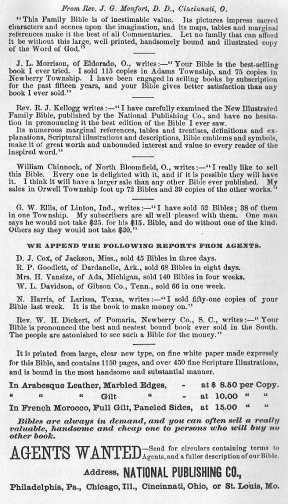 From Rev. J. G. Monfort, D. D., Cincinnati, O.
"This Family Bible is of inestimable value. Its pictures impress sacred
characters and scenes upon the imagination, and its maps, tables and marginal
references make it the best of all Commentaries. Let no family that can afford
it be without this large, well printed, handsomely bound and illustrated copy
of the Word of God."
J. L. Morrison, of Eldorado, O., writes:—"Your Bible is the best-selling
book I ever tried. I sold 115 copies in Adams Township, and 75 copies in
Newberry Township. I have been engaged in selling books by subscription
for the past fifteen years, and your Bible gives better satisfaction than any
book I ever sold."
Rev. R. J. Kellogg writes:—"I have carefully examined the New Illustrated
Family Bible, published by the National Publishing Co., and have no hesita-
tion in pronouncing it the best edition of the Bible I ever saw.
Its numerous marginal references, tables and treatises, definitions and ex-
planations, Scriptural illustrations and descriptions, Bible emblems and symbols,
make it of great worth and unbounded interest and value to every reader of the
inspired word."
William Chinnock, of North Bloomfield, O., writes:—"I really like to sell
this Bible. Every one is delighted with it, and if it is possible they will have
it. I think it will have a larger sale than any other Bible ever published. My
sales in Orwell Township foot up 72 Bibles and 39 copies of the other works."
G. W. Ellis, of Linton, Ind., writes:—"I have sold 52 Bibles; 38 of them
in one Township. My subscribers are all well pleased with them. One man
says he would not take $25. for his $15. Bible, and do without one of the kind.
Others say they would not take $20."
WE APPEND THE FOLLOWING REPORTS FROM AGENTS.
D. J. Cox, of Jackson, Miss., sold 45 Bibles in three days.
R. P. Goodlett, of Dardanelle, Ark., sold 68 Bibles in eight days.
Mrs. H. Vaneize, of Ada, Michigan, sold 140 Bibles in four weeks.
W. L. Davidson, of Gibson Co., Tenn., sold 66 in one week.
N. Harris, of Larissa, Texas, writes:—"I sold fifty-one copies of your
Bible last week. It is the book to make money on."
Rev. W. H. Dickert, of Pomaria, Newberry Co., S. C., writes:—"Your
Bible is pronounced the best and neatest bound book ever sold in the South.
The people are astonished to see such a Bible for the money."
It is printed from large, clear new type, on fine white paper made expressly
for this Bible, and contains 1150 pages, and over 450 fine Scripture Illustrations,
and is bound in the most handsome and substantial manner.
In Arabesque Leather, Marbled Edges, - at $ 8.50 per Copy.
" " " Gilt " - at 10.00 " "
In French Morocco, Full Gilt, Paneled Sides, at 15.00 " "
Bibles are always in demand, and you can often sell a really
valuable, handsome and cheap one to persons who will buy no
other book.
AGENTS WANTED—Send for circulars containing terms to
Agents, and a fuller description of our Bible.
Address, NATIONAL PUBLISHING CO.,
Philadelphia, Pa., Chicago, Ill., Cincinnati, Ohio, or St. Louis, Mo.